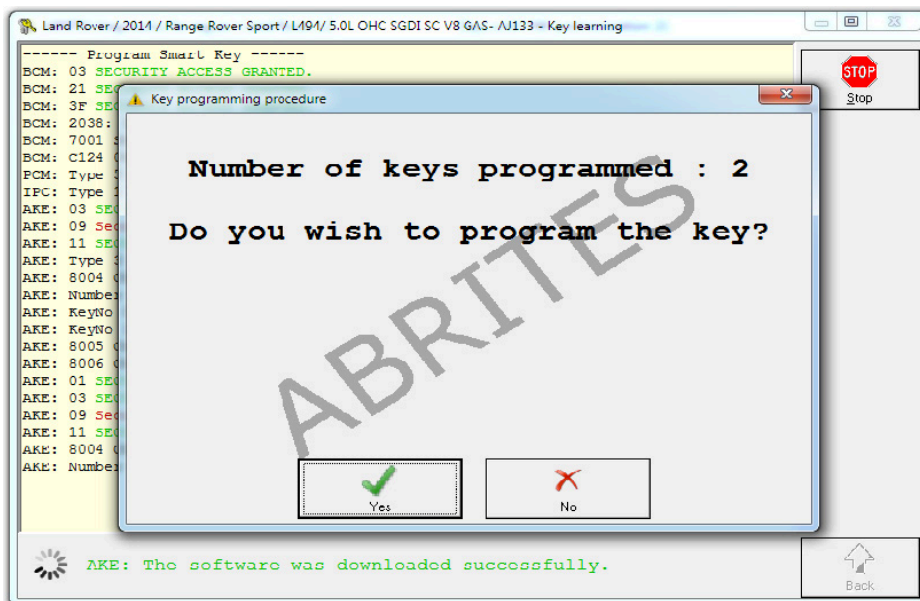 Land Rover / 2014 / Range Rover Sport / L494/ 5.0L OHC SGDI SC V8 GAS- AJ133 - Key learning
------ Program Smart Key ------
BCM: 03 SECURITY ACCESS GRANTED.
BCM: 21
BCM: 3F
BCM: 2038:
BCM: 7001
BCM: C124
PCM: Type
IPC: Type
AKE: 03
AKE: 09
AKE: 11
AKE: Type
AKE: 8004
AKE: Number
AKE: KeyNo
AKE: KeyNo
AKE: 8005
AKE: 8006
AKE: 01
AKE: 03
AKE: 09
AKE: 11
AKE: 8004
AKE: Number
Key programming procedure
Number of keys programmed : 2
Do you wish to program the key?
ABRITES
Yes
No
STOP
Stop
AKE: The software was downloaded successfully.
Back